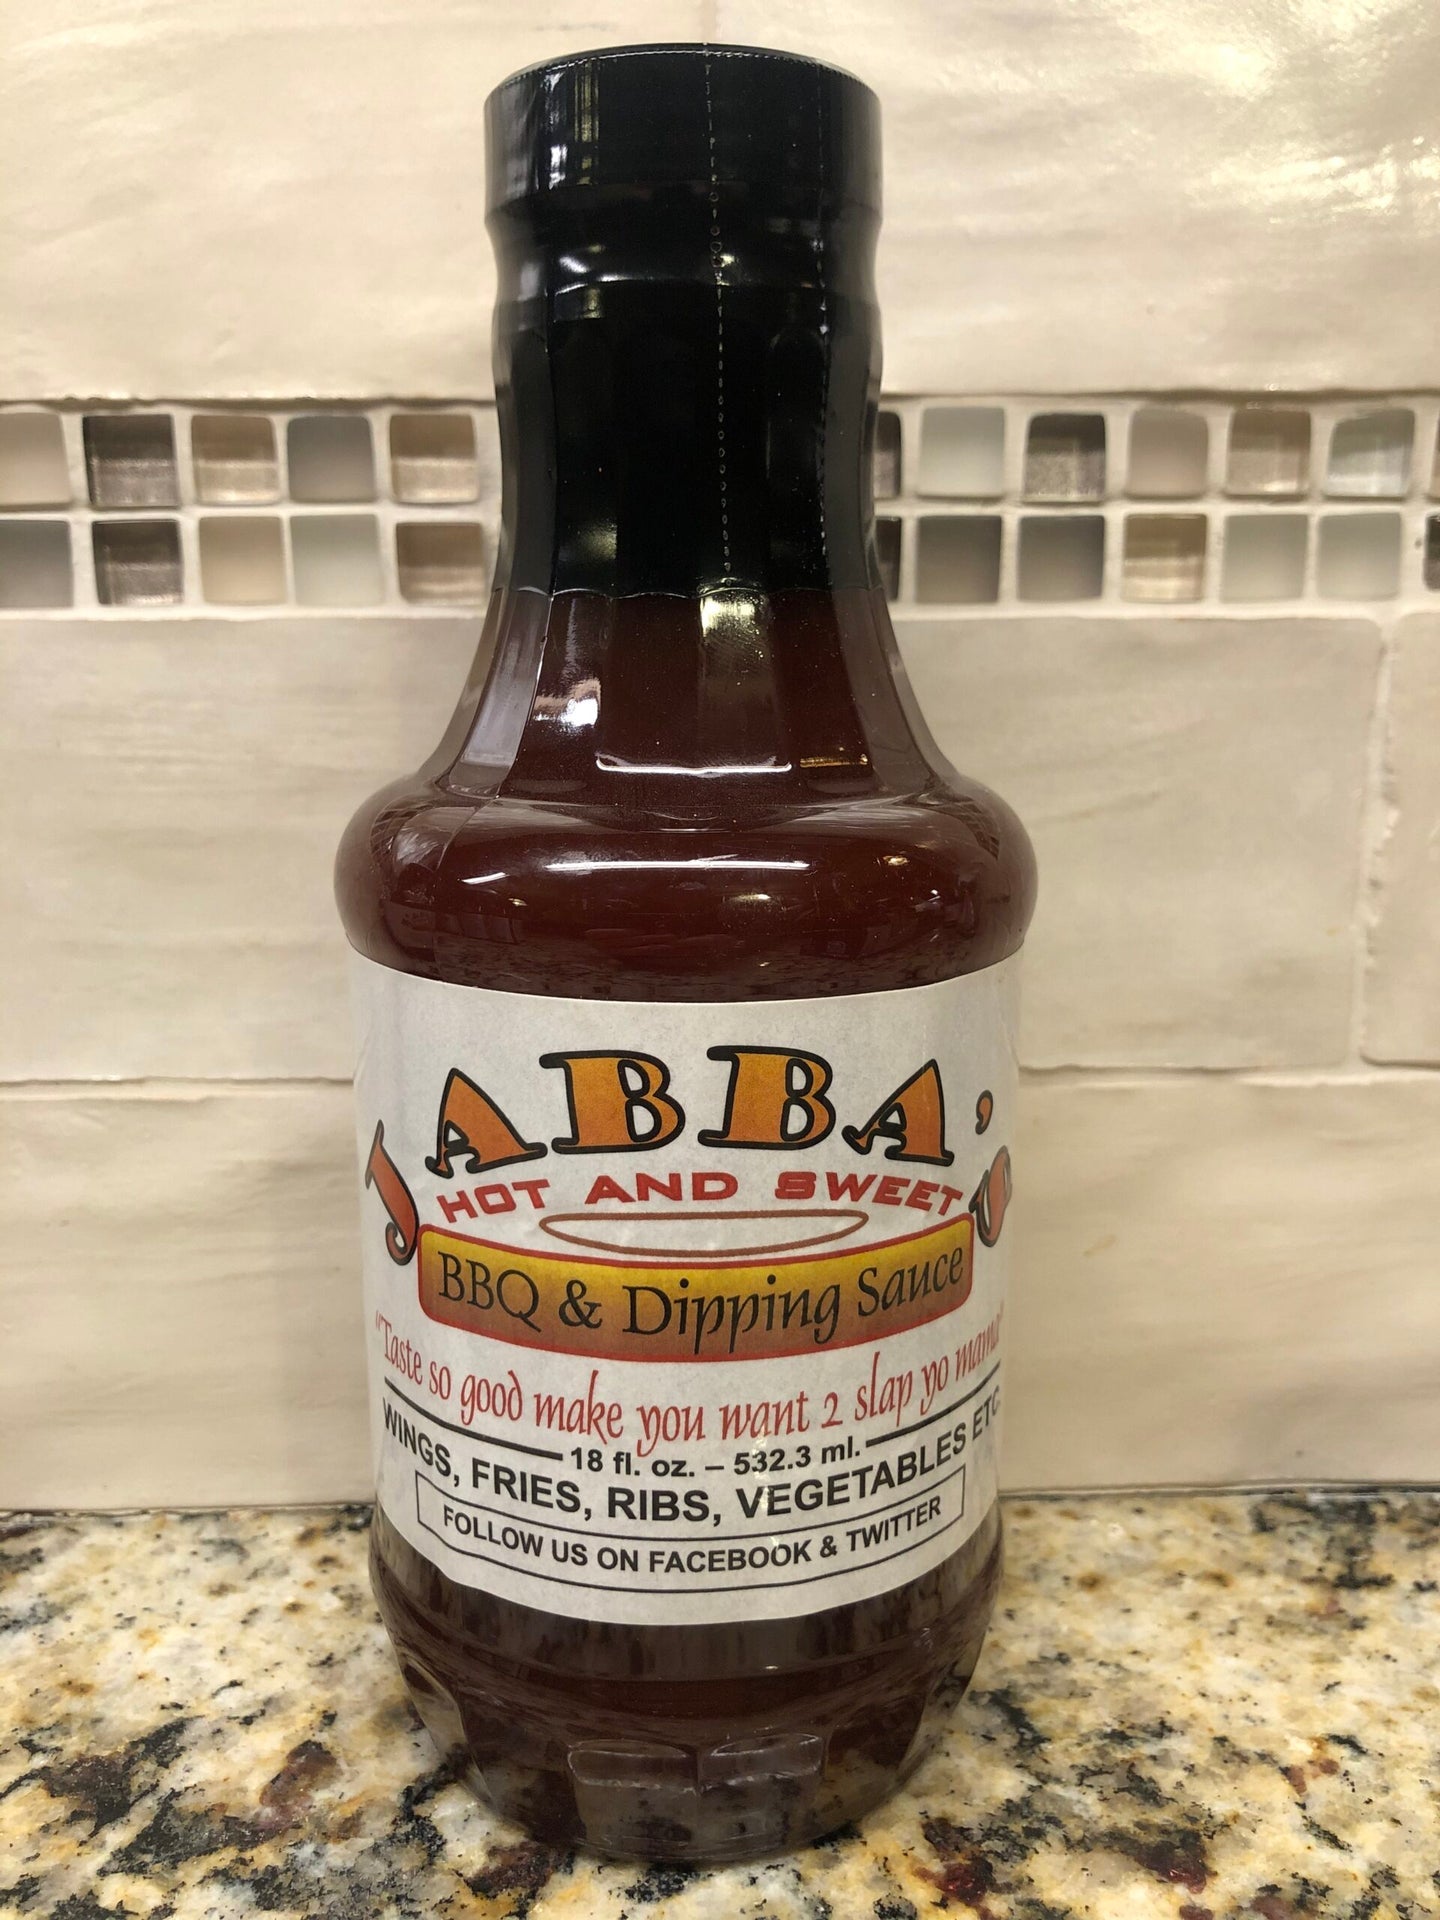 JABBA'S
HOT AND SWEET
BBQ & Dipping Sauce
"Taste so good make you want 2 slap yo mama"
18 fl. oz. – 532.3 ml.
WINGS, FRIES, RIBS, VEGETABLES ETC.
FOLLOW US ON FACEBOOK & TWITTER